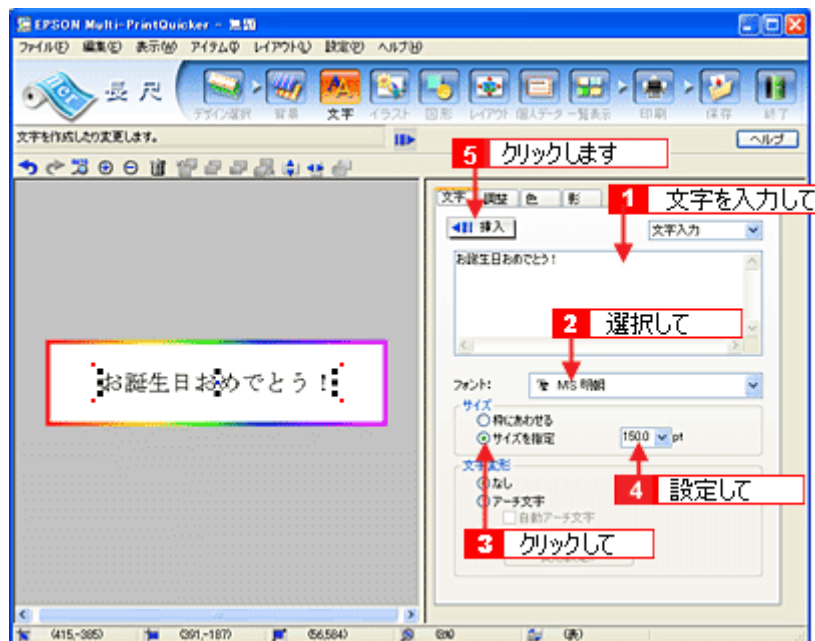 EPSON Multi-PrintQuicker - 無題
ファイル(F) 編集(E) 表示(W) アイテム(I) レイアウト(L) 設定(P) ヘルプ(H)
長尺
デザイン選択 背景 文字 イラスト 図形 レイアウト 個人データ 一覧表示 印刷 保存 終了
文字を作成したり変更します。
ヘルプ
5 クリックします
文字 調整 色 影
1 文字を入力して
挿入
文字入力
お誕生日おめでとう!
2 選択して
お誕生日おめでとう!
フォント: MS 明朝
サイズ
枠にあわせる
サイズを指定 150.0 pt
文字変形
4 設定して
なし
アーチ文字
自動アーチ文字
3 クリックして
(415,-385) (391,-187) (56,584) (表)